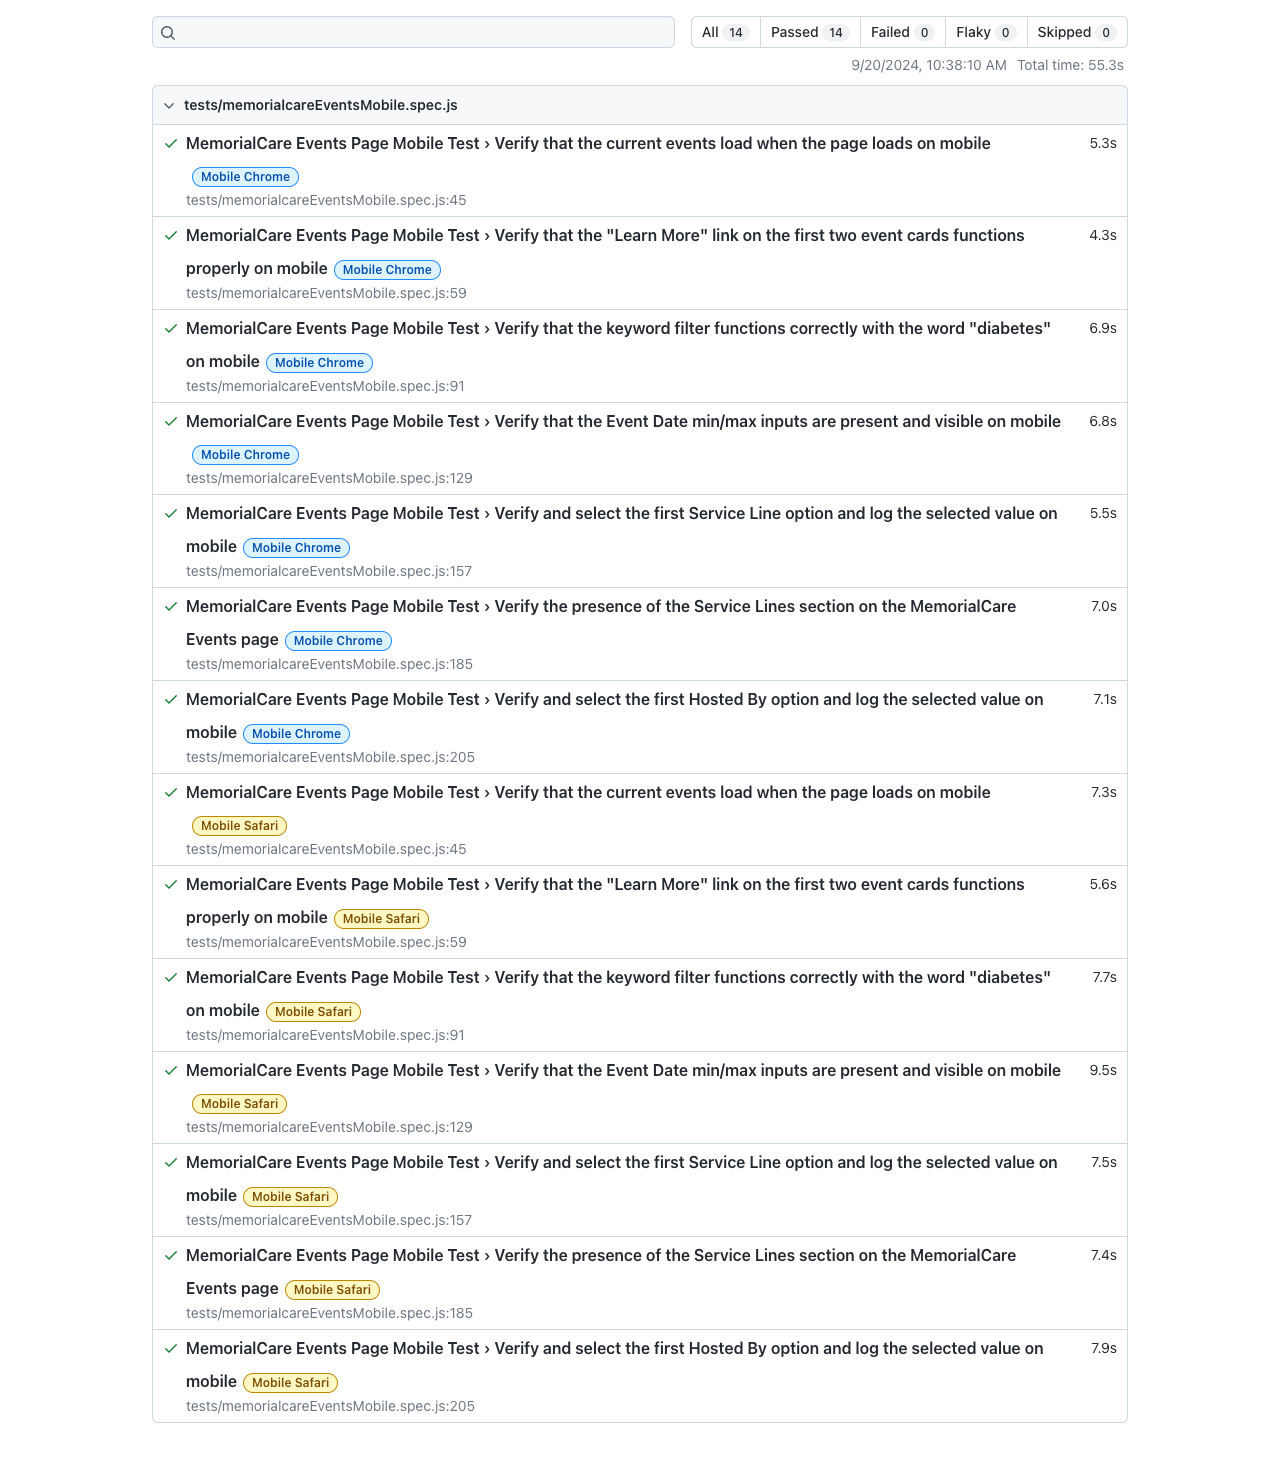 All 14 Passed 14 Failed 0 Flaky 0 Skipped 0
9/20/2024, 10:38:10 AM Total time: 55.3s
tests/memorialcareEventsMobile.spec.js
MemorialCare Events Page Mobile Test › Verify that the current events load when the page loads on mobile 5.3s
Mobile Chrome
tests/memorialcareEventsMobile.spec.js:45
MemorialCare Events Page Mobile Test › Verify that the "Learn More" link on the first two event cards functions 4.3s
properly on mobile Mobile Chrome
tests/memorialcareEventsMobile.spec.js:59
MemorialCare Events Page Mobile Test › Verify that the keyword filter functions correctly with the word "diabetes" 6.9s
on mobile Mobile Chrome
tests/memorialcareEventsMobile.spec.js:91
MemorialCare Events Page Mobile Test › Verify that the Event Date min/max inputs are present and visible on mobile 6.8s
Mobile Chrome
tests/memorialcareEventsMobile.spec.js:129
MemorialCare Events Page Mobile Test › Verify and select the first Service Line option and log the selected value on 5.5s
mobile Mobile Chrome
tests/memorialcareEventsMobile.spec.js:157
MemorialCare Events Page Mobile Test › Verify the presence of the Service Lines section on the MemorialCare 7.0s
Events page Mobile Chrome
tests/memorialcareEventsMobile.spec.js:185
MemorialCare Events Page Mobile Test › Verify and select the first Hosted By option and log the selected value on 7.1s
mobile Mobile Chrome
tests/memorialcareEventsMobile.spec.js:205
MemorialCare Events Page Mobile Test › Verify that the current events load when the page loads on mobile 7.3s
Mobile Safari
tests/memorialcareEventsMobile.spec.js:45
MemorialCare Events Page Mobile Test › Verify that the "Learn More" link on the first two event cards functions 5.6s
properly on mobile Mobile Safari
tests/memorialcareEventsMobile.spec.js:59
MemorialCare Events Page Mobile Test › Verify that the keyword filter functions correctly with the word "diabetes" 7.7s
on mobile Mobile Safari
tests/memorialcareEventsMobile.spec.js:91
MemorialCare Events Page Mobile Test › Verify that the Event Date min/max inputs are present and visible on mobile 9.5s
Mobile Safari
tests/memorialcareEventsMobile.spec.js:129
MemorialCare Events Page Mobile Test › Verify and select the first Service Line option and log the selected value on 7.5s
mobile Mobile Safari
tests/memorialcareEventsMobile.spec.js:157
MemorialCare Events Page Mobile Test › Verify the presence of the Service Lines section on the MemorialCare 7.4s
Events page Mobile Safari
tests/memorialcareEventsMobile.spec.js:185
MemorialCare Events Page Mobile Test › Verify and select the first Hosted By option and log the selected value on 7.9s
mobile Mobile Safari
tests/memorialcareEventsMobile.spec.js:205